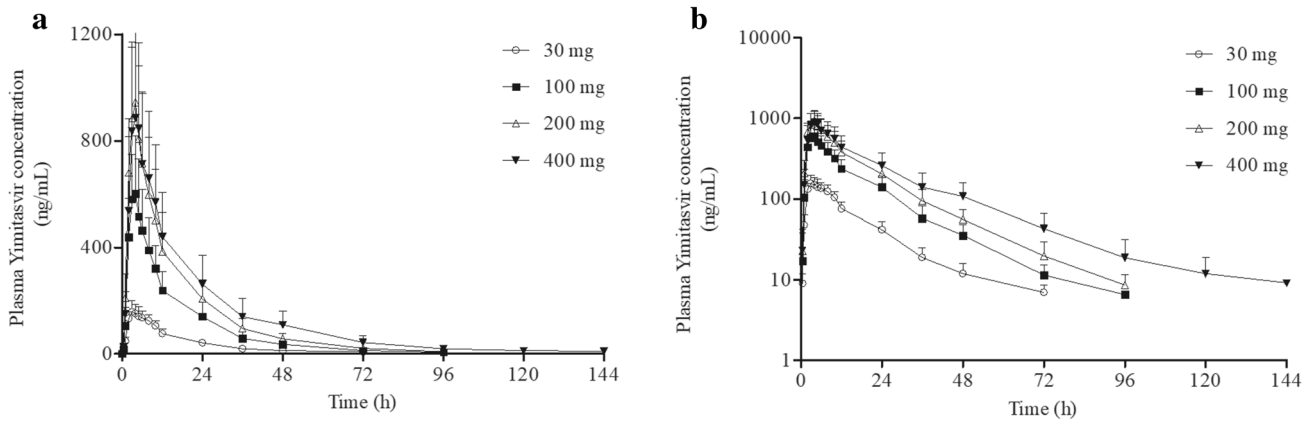 a
1200
800
400
0
0 24 48 72 96 120 144
Time (h)
Plasma Yimitasvir concentration
(ng/mL)
30 mg
100 mg
200 mg
400 mg
b
10000
1000
100
10
1
0 24 48 72 96 120 144
Time (h)
Plasma Yimitasvir concentration
(ng/mL)
30 mg
100 mg
200 mg
400 mg